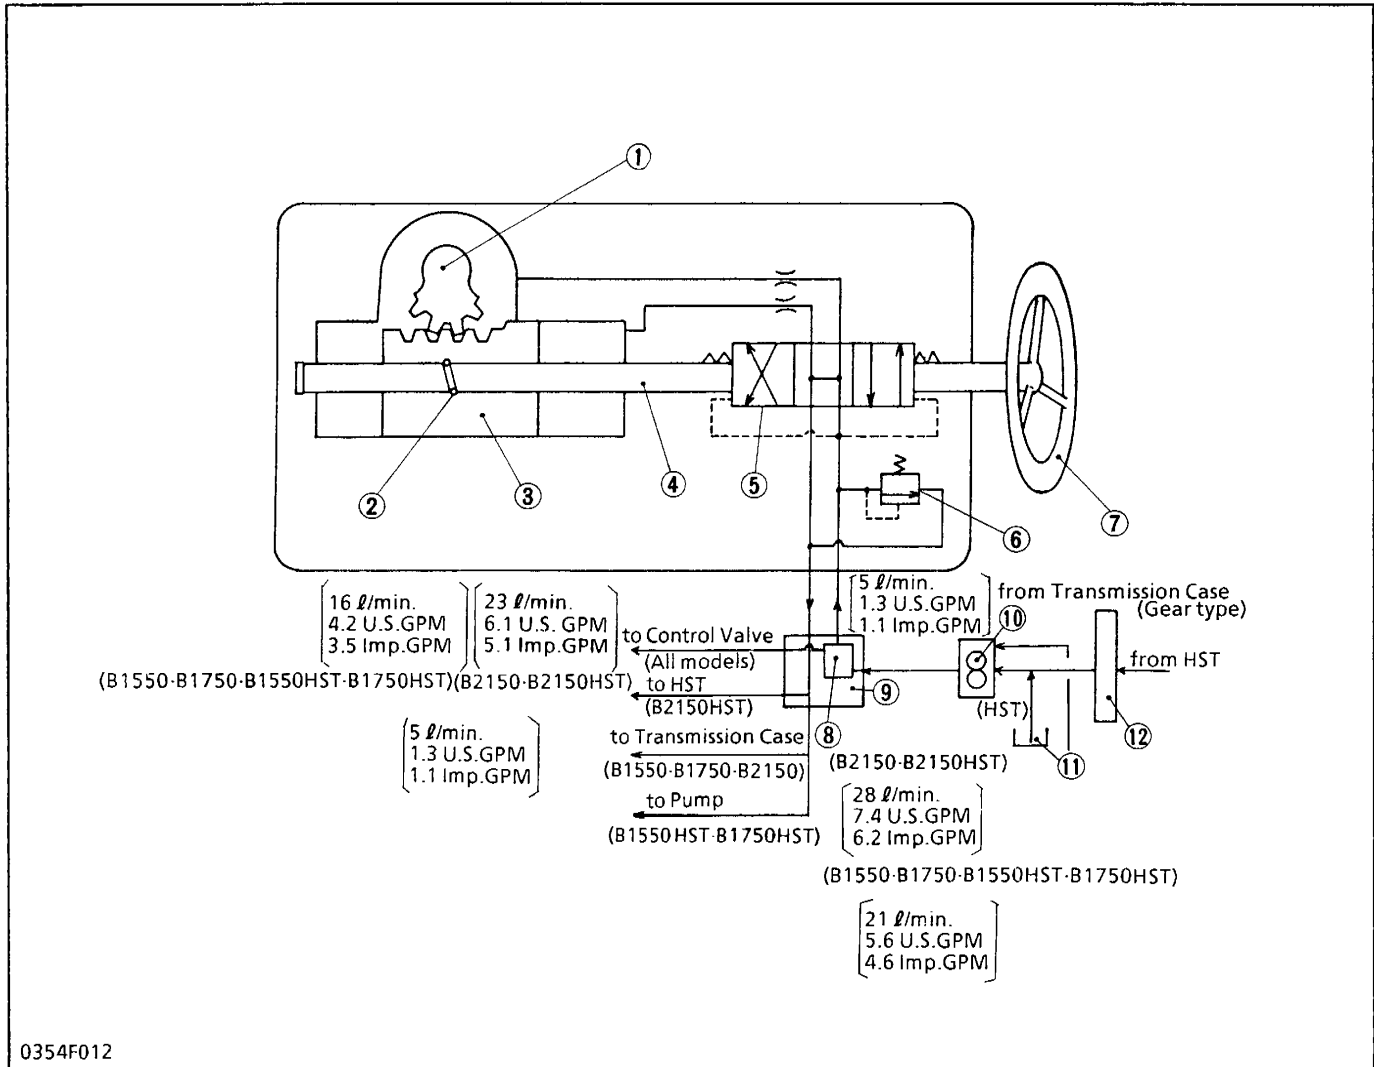 ①
②
③
④
⑤
⑥
⑦
16 ℓ/min.
4.2 U.S.GPM
3.5 Imp.GPM
23 ℓ/min.
6.1 U.S. GPM
5.1 Imp.GPM
(B1550·B1750·B1550HST·B1750HST)
(B2150·B2150HST)
5 ℓ/min.
1.3 U.S.GPM
1.1 Imp.GPM
to Control Valve
(All models)
to HST
(B2150HST)
to Transmission Case
(B1550·B1750·B2150)
to Pump
(B1550HST·B1750HST)
5 ℓ/min.
1.3 U.S.GPM
1.1 Imp.GPM
from Transmission Case
(Gear type)
⑩
from HST
⑨
⑧
(HST)
⑪
⑫
(B2150·B2150HST)
28 ℓ/min.
7.4 U.S.GPM
6.2 Imp.GPM
(B1550·B1750·B1550HST·B1750HST)
21 ℓ/min.
5.6 U.S.GPM
4.6 Imp.GPM
0354F012